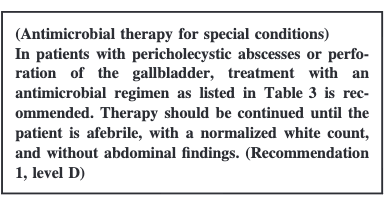 (Antimicrobial therapy for special conditions)
In patients with pericholecystic abscesses or perfo-
ration of the gallbladder, treatment with an
antimicrobial regimen as listed in Table 3 is rec-
ommended. Therapy should be continued until the
patient is afebrile, with a normalized white count,
and without abdominal findings. (Recommendation
1, level D)